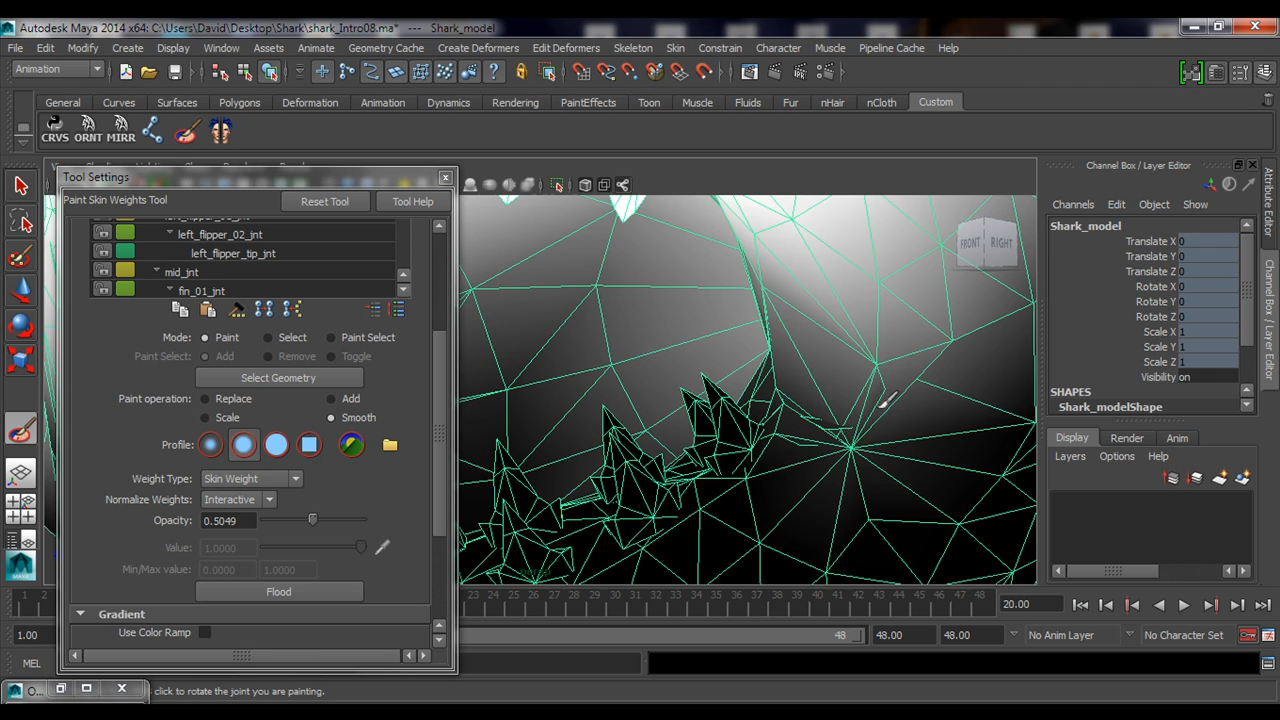 Autodesk Maya 2014 x64: C:\Users\David\Desktop\Shark\shark_Intro08.ma* --- Shark_model
File Edit Modify Create Display Window Assets Animate Geometry Cache Create Deformers Edit Deformers Skeleton Skin Constrain Character Muscle Pipeline Cache Help
Animation
General Curves Surfaces Polygons Deformation Animation Dynamics Rendering PaintEffects Toon Muscle Fluids Fur nHair nCloth Custom
CRVS ORNT MIRR
Tool Settings
Paint Skin Weights Tool Reset Tool Tool Help
left_flipper_02_jnt
left_flipper_tip_jnt
mid_jnt
fin_01_jnt
Mode: Paint Select Paint Select
Paint Select: Add Remove Toggle
Select Geometry
Paint operation: Replace Add
Scale Smooth
Profile:
Weight Type: Skin Weight
Normalize Weights: Interactive
Opacity: 0.5049
Value: 1.0000
Min/Max value: 0.0000 1.0000
Flood
Gradient
Use Color Ramp
FRONT RIGHT
Channel Box / Layer Editor
Channels Edit Object Show
Shark_model
Translate X 0
Translate Y 0
Translate Z 0
Rotate X 0
Rotate Y 0
Rotate Z 0
Scale X 1
Scale Y 1
Scale Z 1
Visibility on
SHAPES
Shark_modelShape
Display Render Anim
Layers Options Help
Attribute Editor
Channel Box / Layer Editor
1 2 23 24 25 26 27 28 29 30 31 32 33 34 35 36 37 38 39 40 41 42 43 44 45 46 47 48 20.00
1.00 48 48.00 48.00 No Anim Layer No Character Set
MEL
O... click to rotate the joint you are painting.